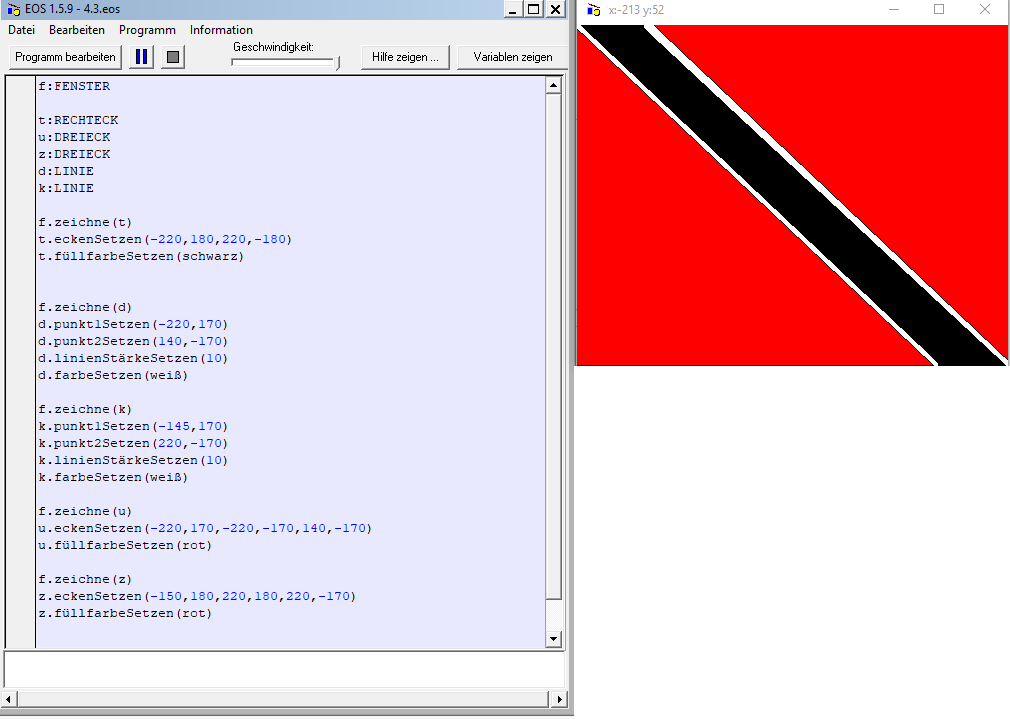 EOS 1.5.9 - 4.3.eos
Datei Bearbeiten Programm Information
Geschwindigkeit:
Programm bearbeiten Hilfe zeigen ... Variablen zeigen
f:FENSTER
t:RECHTECK
u:DREIECK
z:DREIECK
d:LINIE
k:LINIE
f.zeichne(t)
t.eckenSetzen(-220,180,220,-180)
t.füllfarbeSetzen(schwarz)
f.zeichne(d)
d.punkt1Setzen(-220,170)
d.punkt2Setzen(140,-170)
d.linienStärkeSetzen(10)
d.farbeSetzen(weiß)
f.zeichne(k)
k.punkt1Setzen(-145,170)
k.punkt2Setzen(220,-170)
k.linienStärkeSetzen(10)
k.farbeSetzen(weiß)
f.zeichne(u)
u.eckenSetzen(-220,170,-220,-170,140,-170)
u.füllfarbeSetzen(rot)
f.zeichne(z)
z.eckenSetzen(-150,180,220,180,220,-170)
z.füllfarbeSetzen(rot)
x:-213 y:52